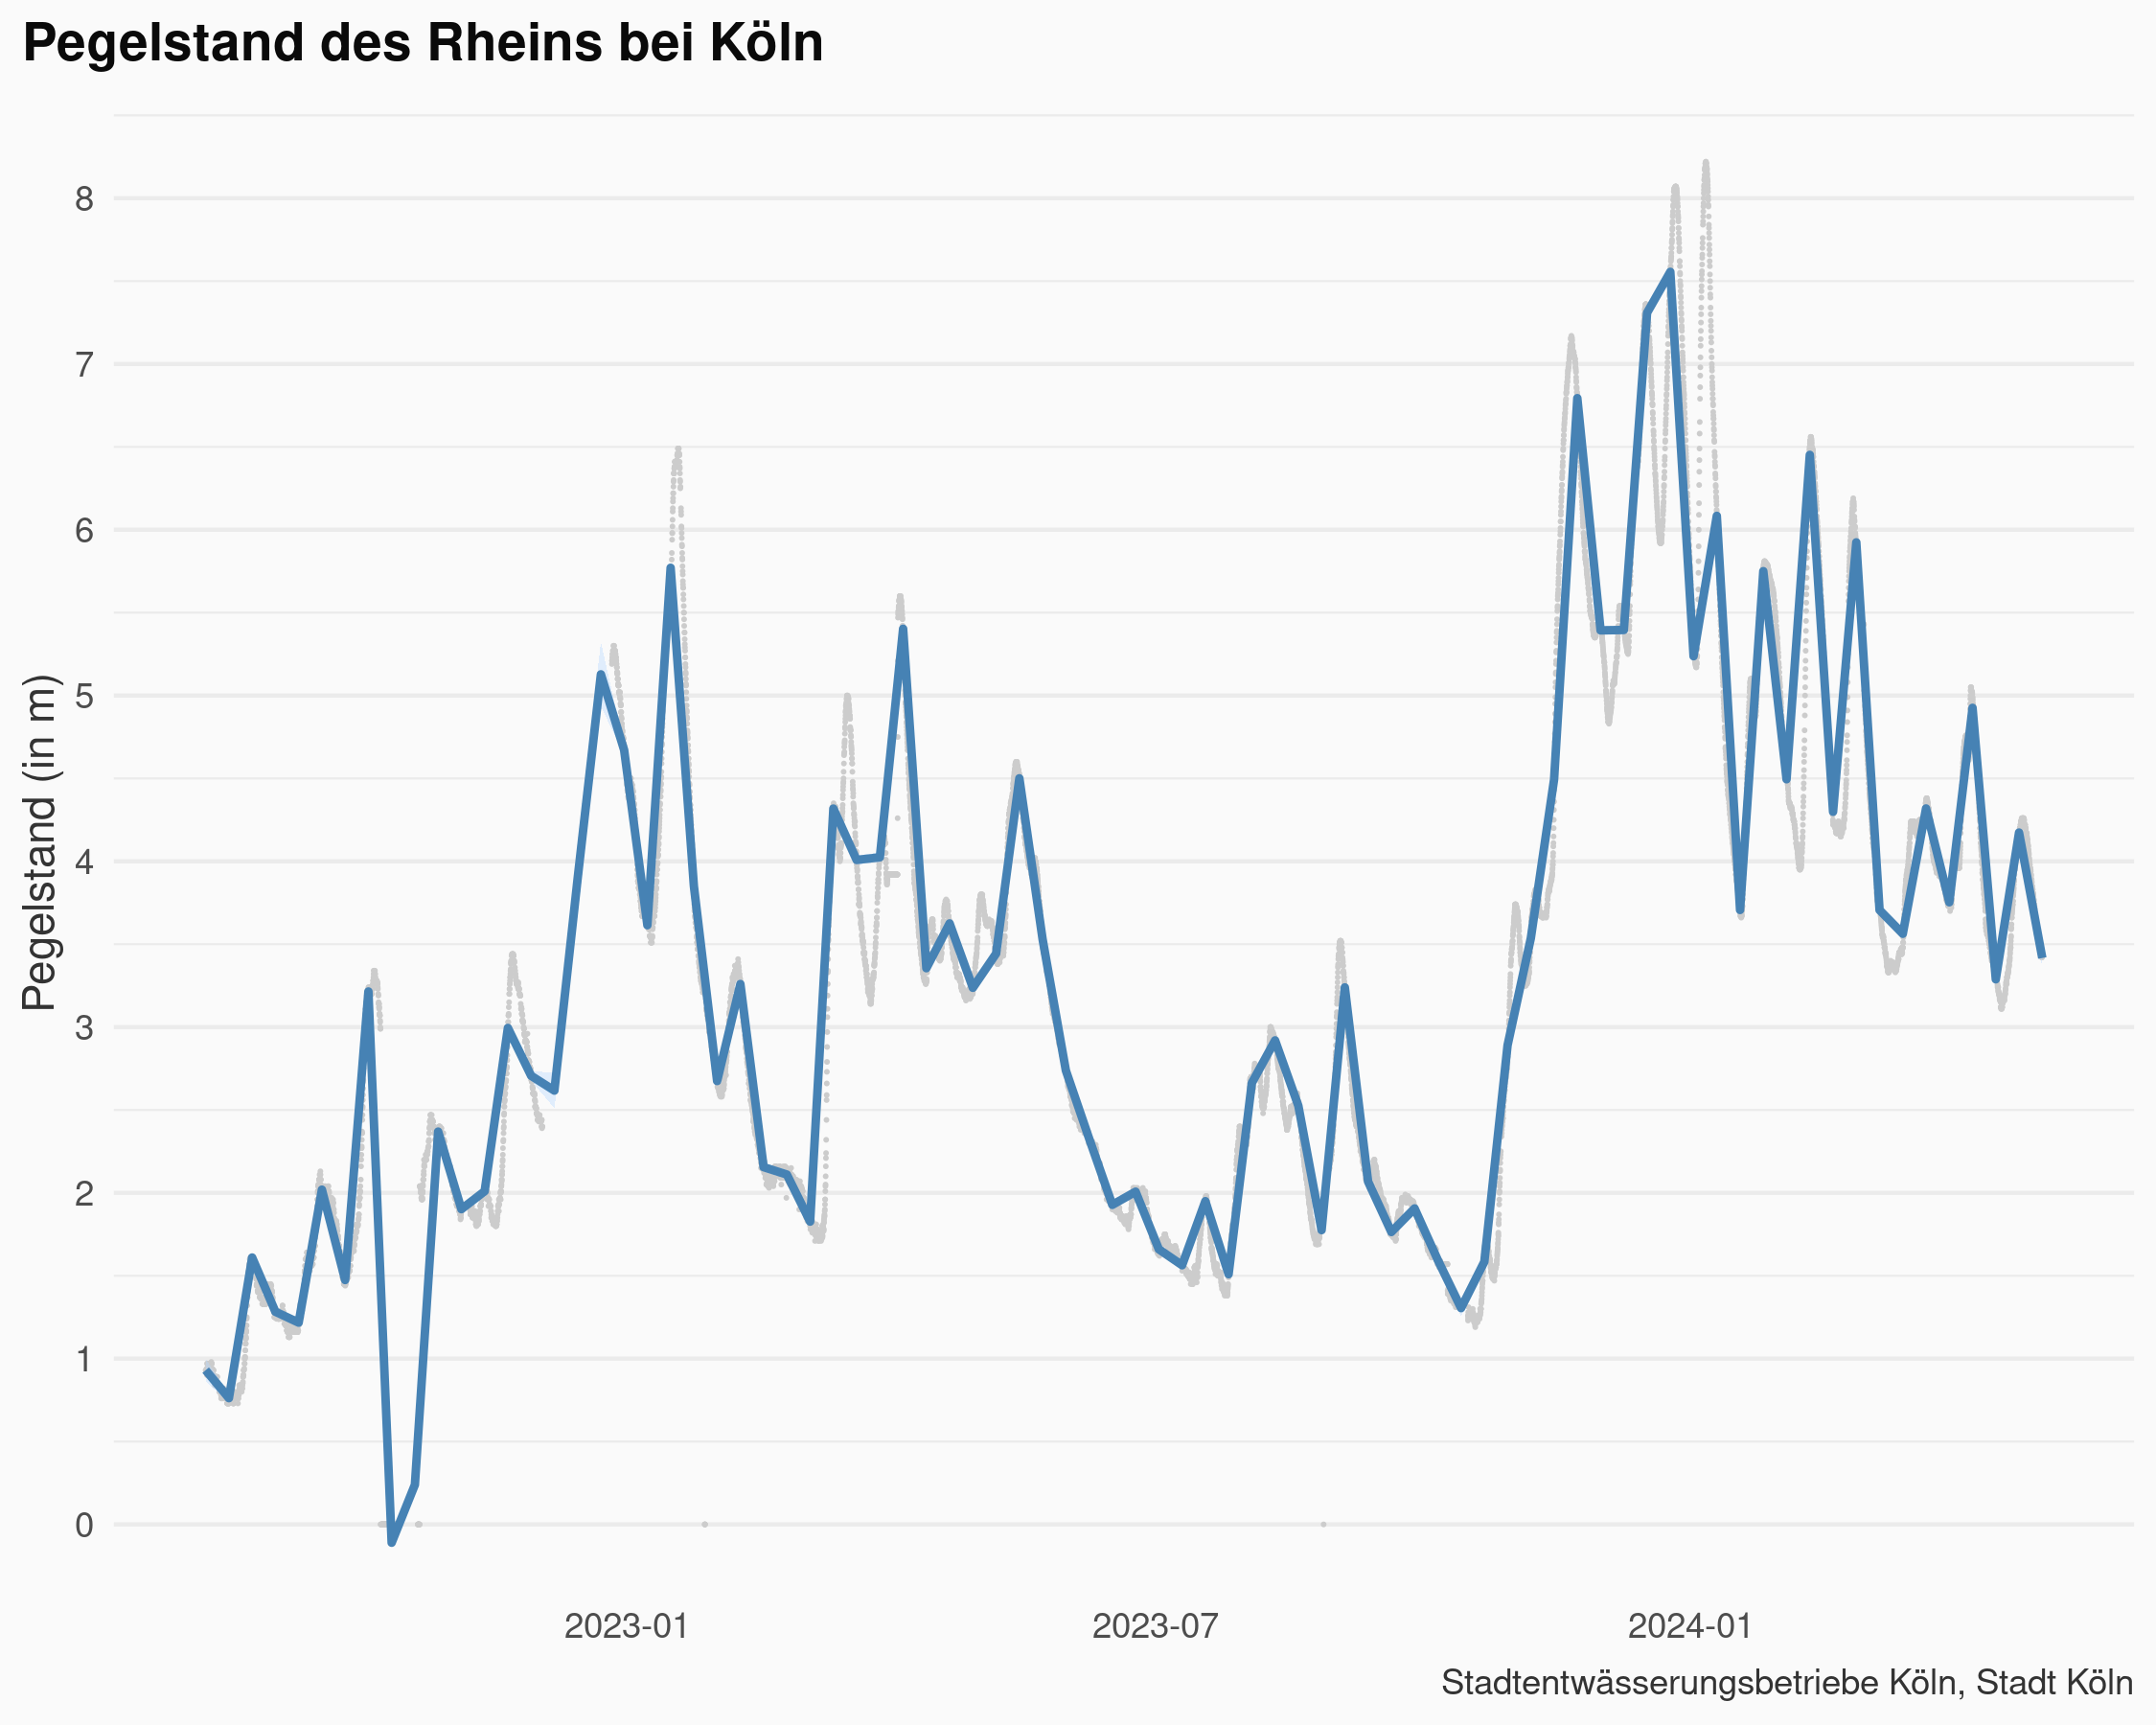 Pegelstand des Rheins bei Köln
Pegelstand (in m)
8
7
6
5
4
3
2
1
0
2023-01 2023-07 2024-01
Stadtentwässerungsbetriebe Köln, Stadt Köln